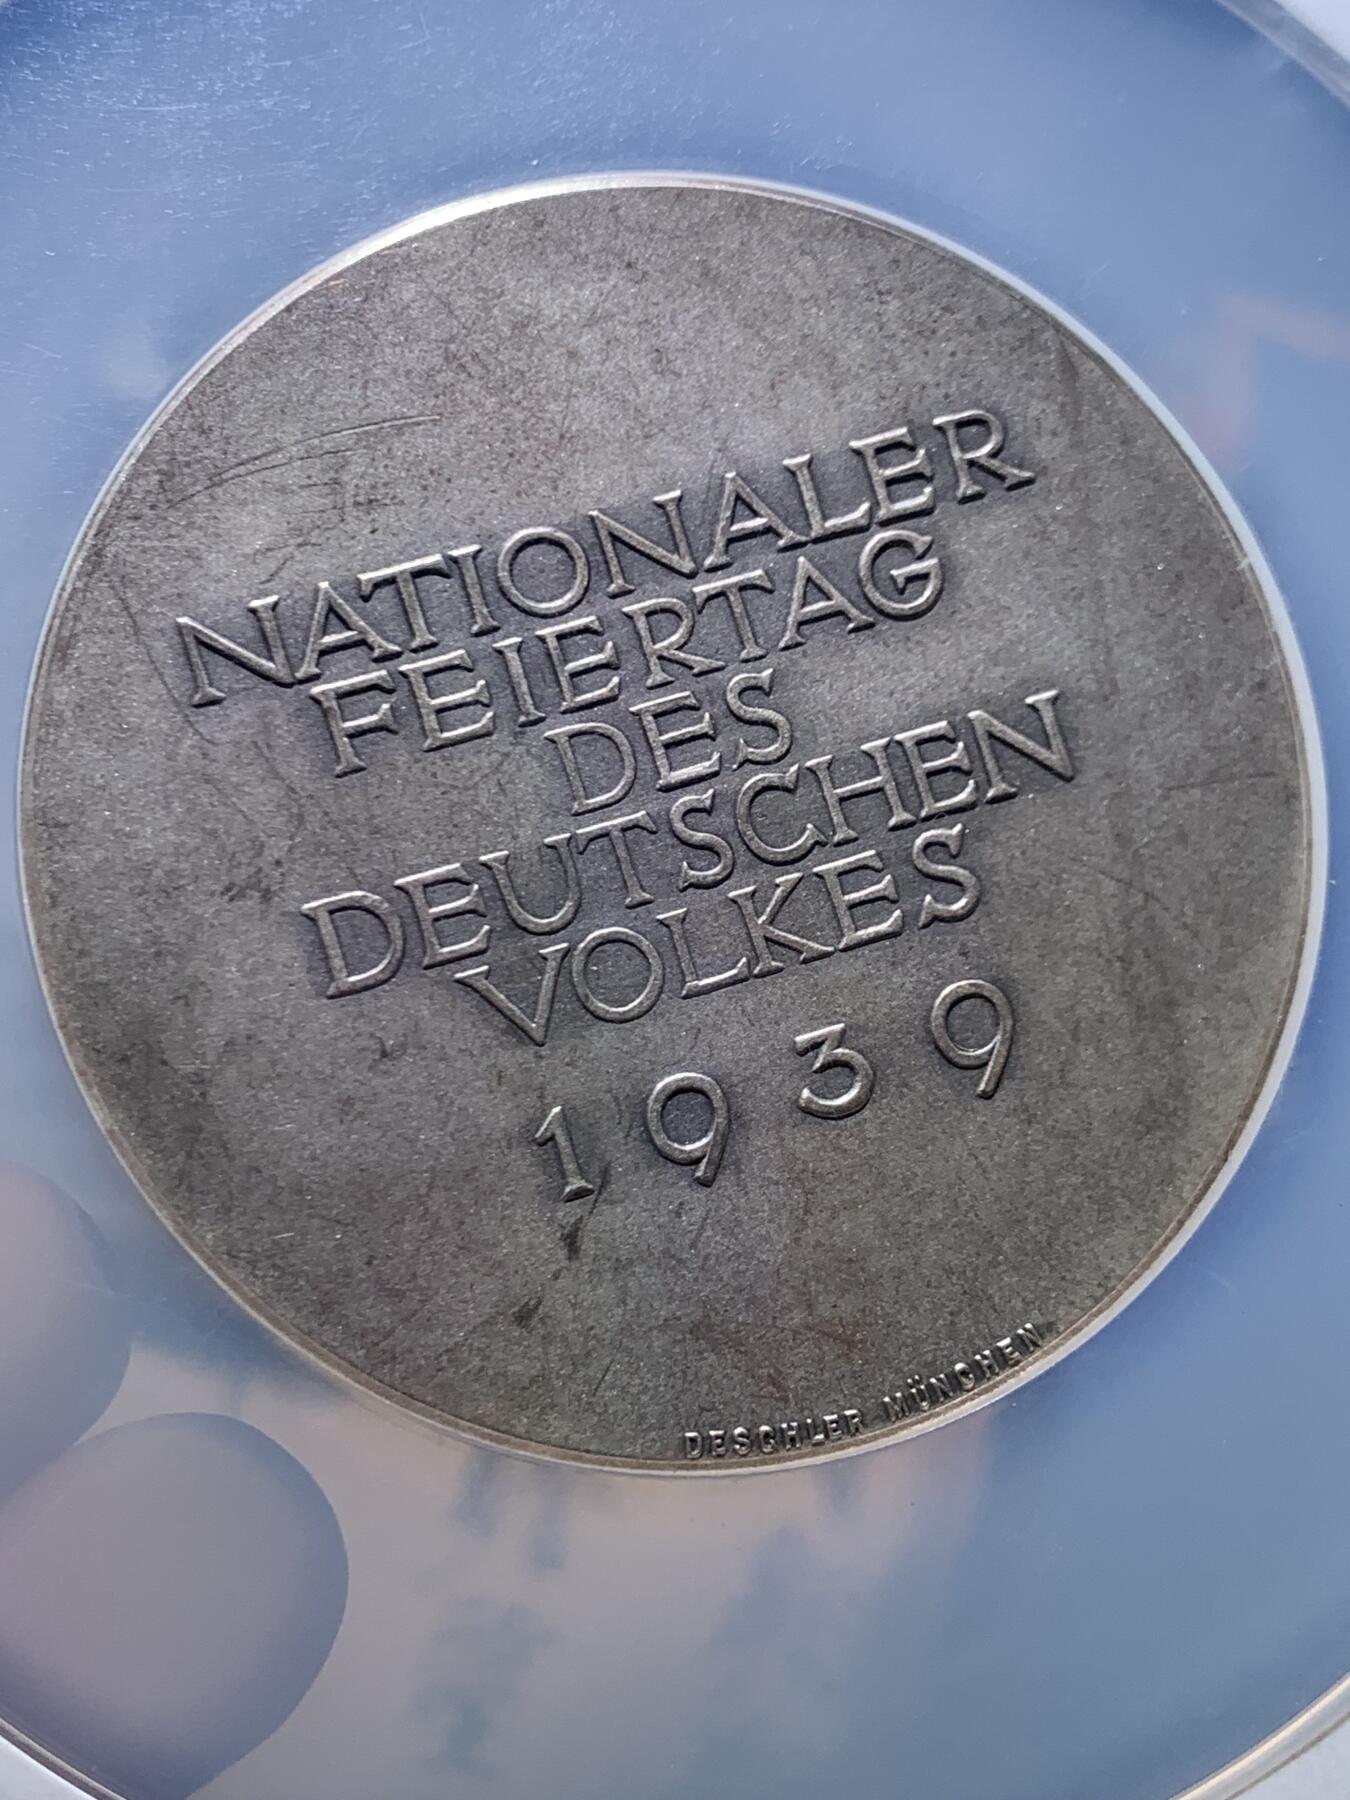 NATIONALER
FEIERTAG
DES
DEUTSCHEN
VOLKES
1939
DESCHLER MÜNCHEN